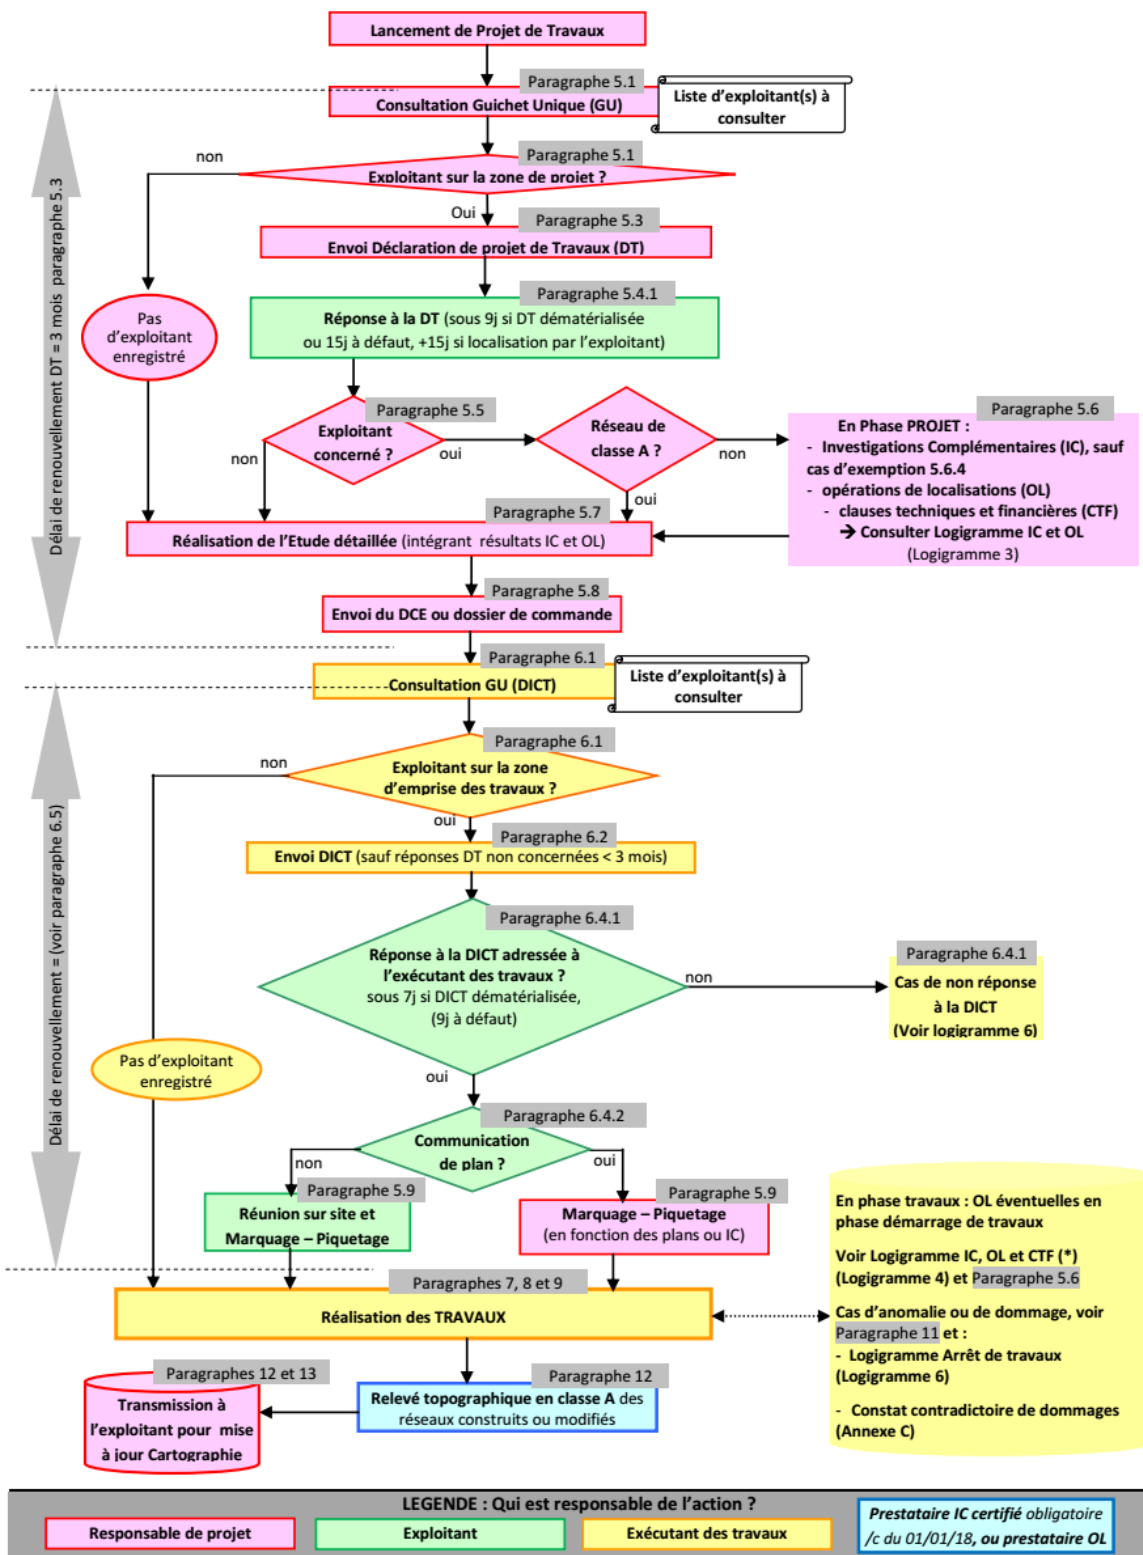 Lancement de Projet de Travaux
Paragraphe 5.1
Consultation Guichet Unique (GU)
Liste d'exploitant(s) à
consulter
Paragraphe 5.1
non
Exploitant sur la zone de projet ?
Oui
Paragraphe 5.3
Envoi Déclaration de projet de Travaux (DT)
Délai de renouvellement DT = 3 mois paragraphe 5.3
Paragraphe 5.4.1
Réponse à la DT (sous 9j si DT dématérialisée
ou 15j à défaut, +15j si localisation par l'exploitant)
Pas
d'exploitant
enregistré
Paragraphe 5.5
Exploitant
concerné ?
non
oui
Réseau de
classe A ?
non
oui
Paragraphe 5.6
En Phase PROJET :
- Investigations Complémentaires (IC), sauf
cas d'exemption 5.6.4
- opérations de localisations (OL)
- clauses techniques et financières (CTF)
→ Consulter Logigramme IC et OL
(Logigramme 3)
Paragraphe 5.7
Réalisation de l'Etude détaillée (intégrant résultats IC et OL)
Paragraphe 5.8
Envoi du DCE ou dossier de commande
Paragraphe 6.1
Consultation GU (DICT)
Liste d'exploitant(s) à
consulter
Paragraphe 6.1
non
Exploitant sur la zone
d'emprise des travaux ?
oui
Paragraphe 6.2
Envoi DICT (sauf réponses DT non concernées < 3 mois)
Délai de renouvellement = (voir paragraphe 6.5)
Paragraphe 6.4.1
Réponse à la DICT adressée à
l'exécutant des travaux ?
sous 7j si DICT dématérialisée,
(9j à défaut)
non
Paragraphe 6.4.1
Cas de non réponse
à la DICT
(Voir logigramme 6)
Pas d'exploitant
enregistré
oui
Paragraphe 6.4.2
Communication
de plan ?
non
oui
Paragraphe 5.9
Réunion sur site et
Marquage – Piquetage
Paragraphe 5.9
Marquage – Piquetage
(en fonction des plans ou IC)
En phase travaux : OL éventuelles en
phase démarrage de travaux
Voir Logigramme IC, OL et CTF (*)
(Logigramme 4) et Paragraphe 5.6
Cas d'anomalie ou de dommage, voir
Paragraphe 11 et :
- Logigramme Arrêt de travaux
(Logigramme 6)
- Constat contradictoire de dommages
(Annexe C)
Paragraphes 7, 8 et 9
Réalisation des TRAVAUX
Paragraphes 12 et 13
Transmission à
l'exploitant pour mise
à jour Cartographie
Paragraphe 12
Relevé topographique en classe A des
réseaux construits ou modifiés
LEGENDE : Qui est responsable de l'action ?
Responsable de projet
Exploitant
Exécutant des travaux
Prestataire IC certifié obligatoire
/c du 01/01/18, ou prestataire OL